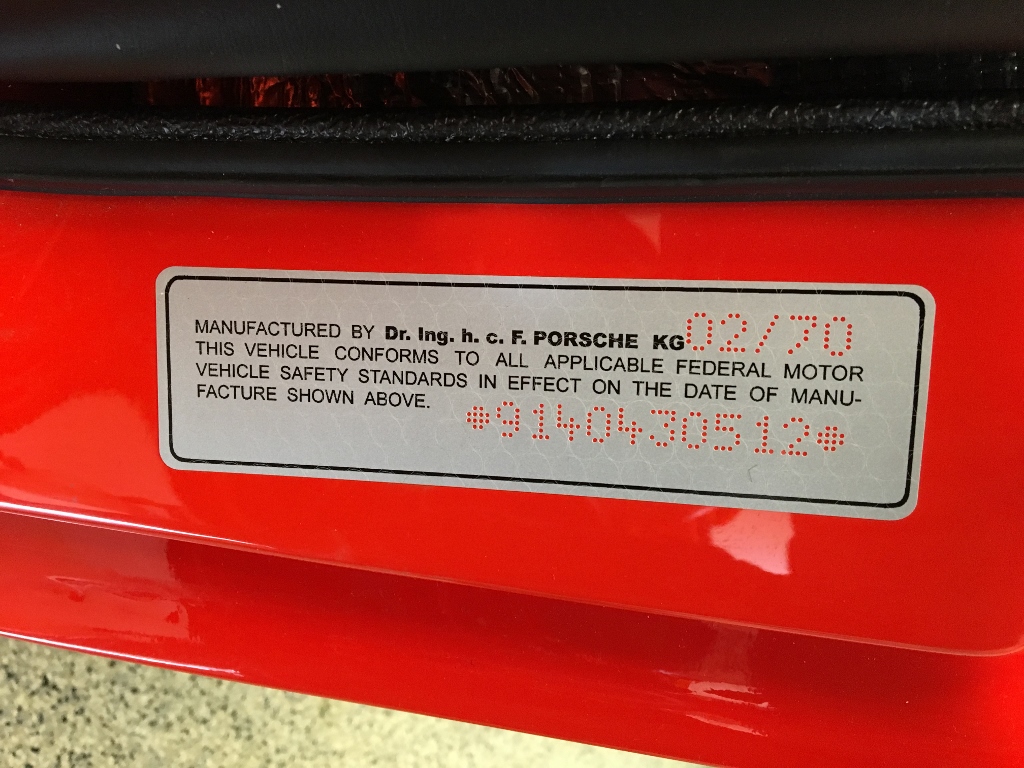 MANUFACTURED BY Dr. Ing. h. c. F. PORSCHE KG 02/70
THIS VEHICLE CONFORMS TO ALL APPLICABLE FEDERAL MOTOR
VEHICLE SAFETY STANDARDS IN EFFECT ON THE DATE OF MANU-
FACTURE SHOWN ABOVE.
*9140430512*